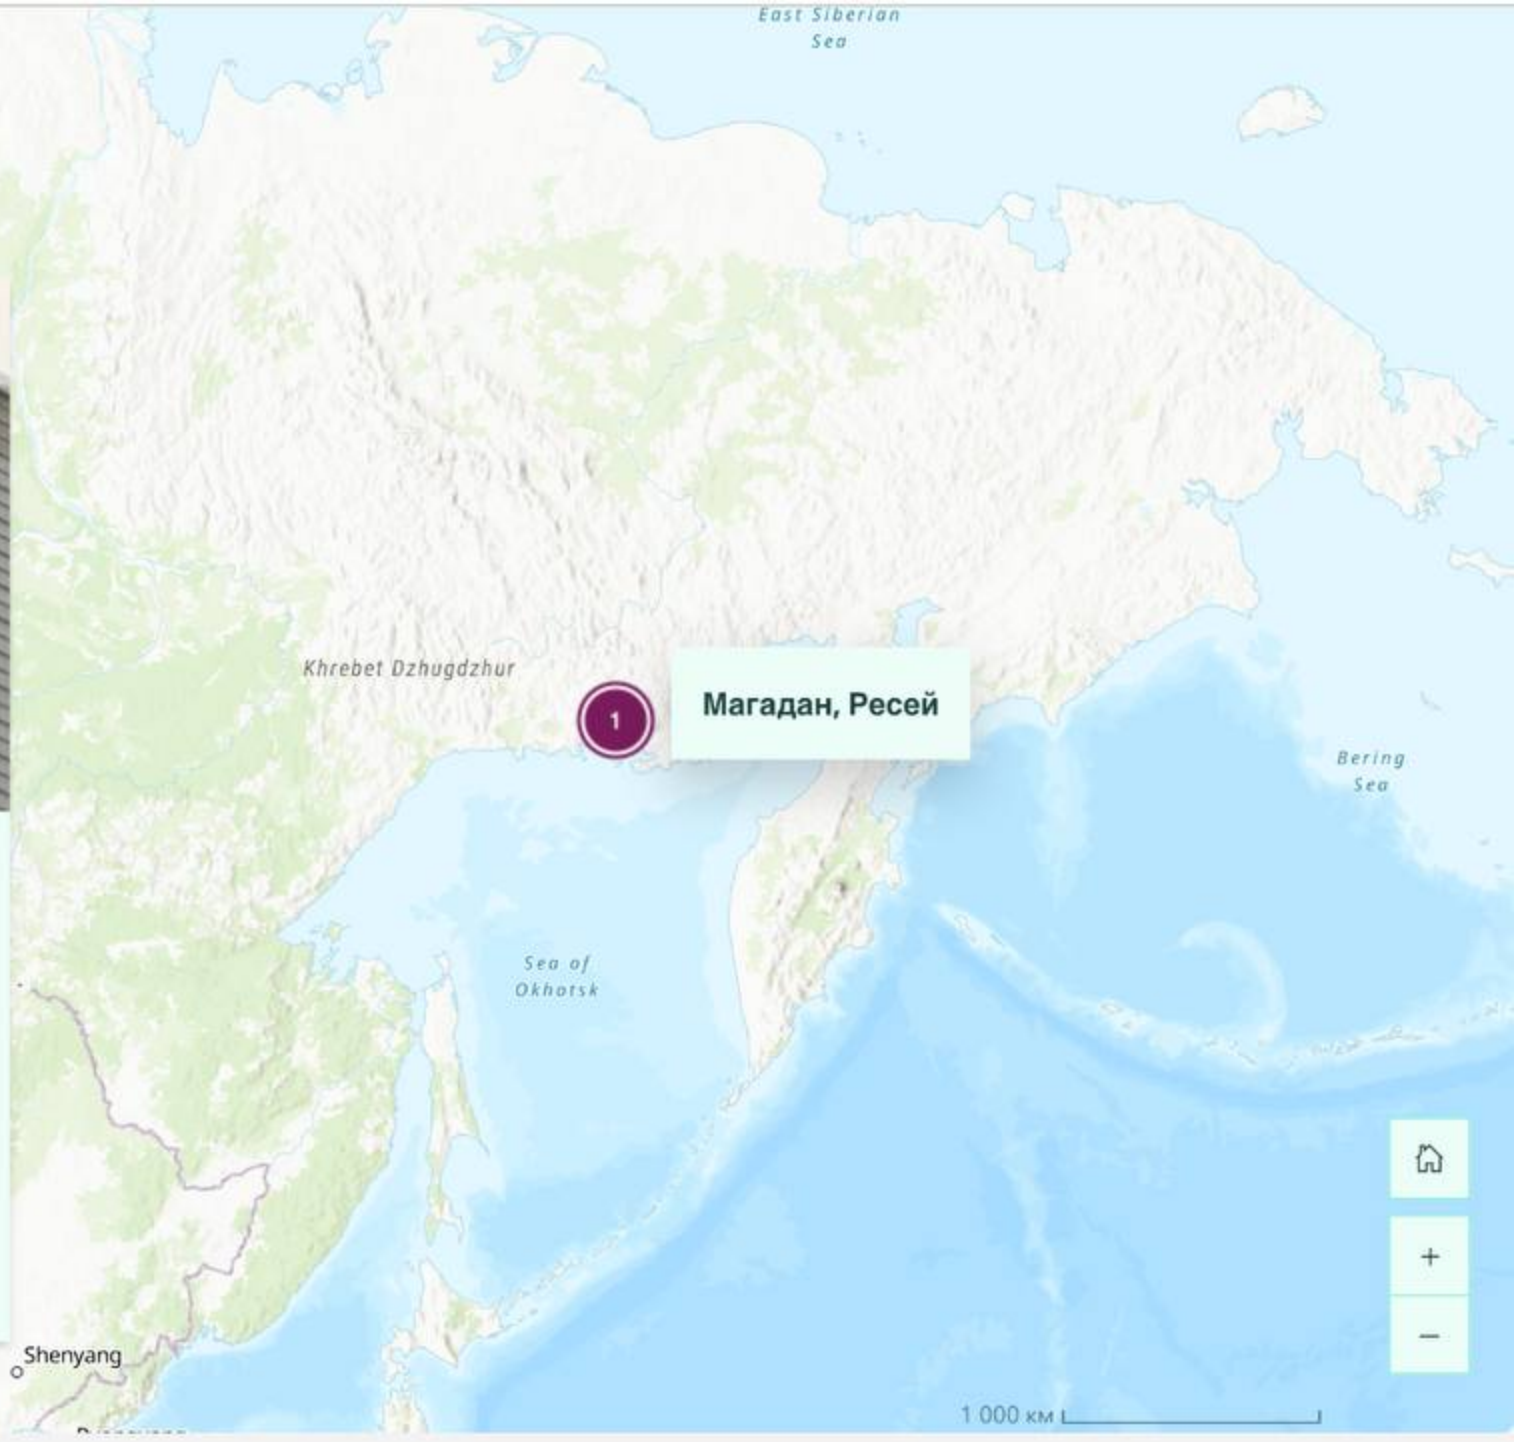 East Siberian
Sea
Khrebet Dzhugdzhur
1
Магадан, Ресей
Bering
Sea
Sea of
Okhotsk
+
−
Shenyang
1 000 км